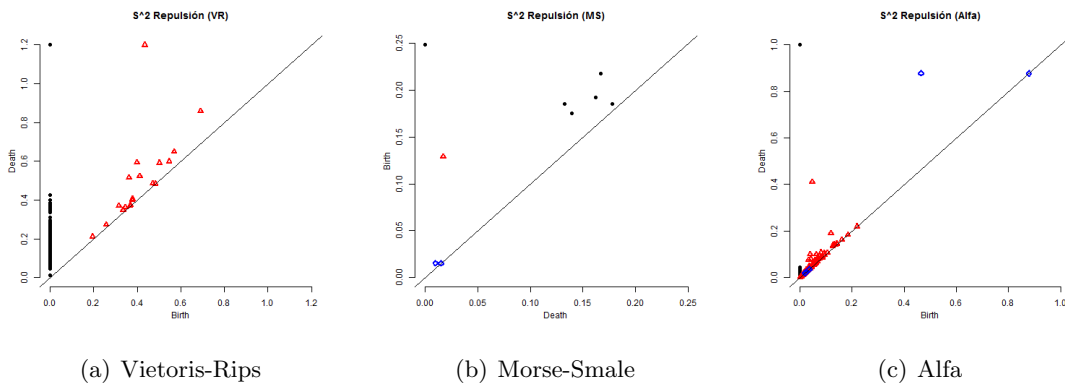 S^2 Repulsión (VR)
Death
0.0 0.2 0.4 0.6 0.8 1.0 1.2
0.0 0.2 0.4 0.6 0.8 1.0 1.2
Birth
(a) Vietoris-Rips
S^2 Repulsión (MS)
Birth
0.00 0.05 0.10 0.15 0.20 0.25
0.00 0.05 0.10 0.15 0.20 0.25
Death
(b) Morse-Smale
S^2 Repulsión (Alfa)
Death
0.0 0.2 0.4 0.6 0.8 1.0
0.0 0.2 0.4 0.6 0.8 1.0
Birth
(c) Alfa